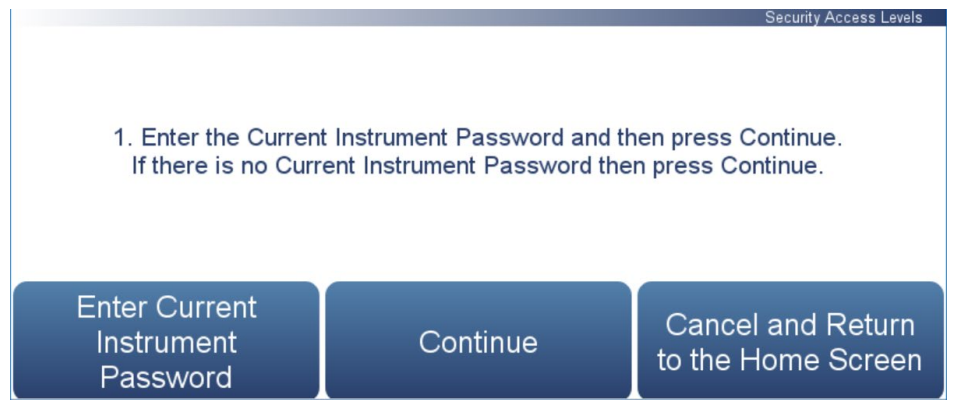 Security Access Levels
1. Enter the Current Instrument Password and then press Continue.
If there is no Current Instrument Password then press Continue.
Enter Current
Instrument
Password
Continue
Cancel and Return
to the Home Screen